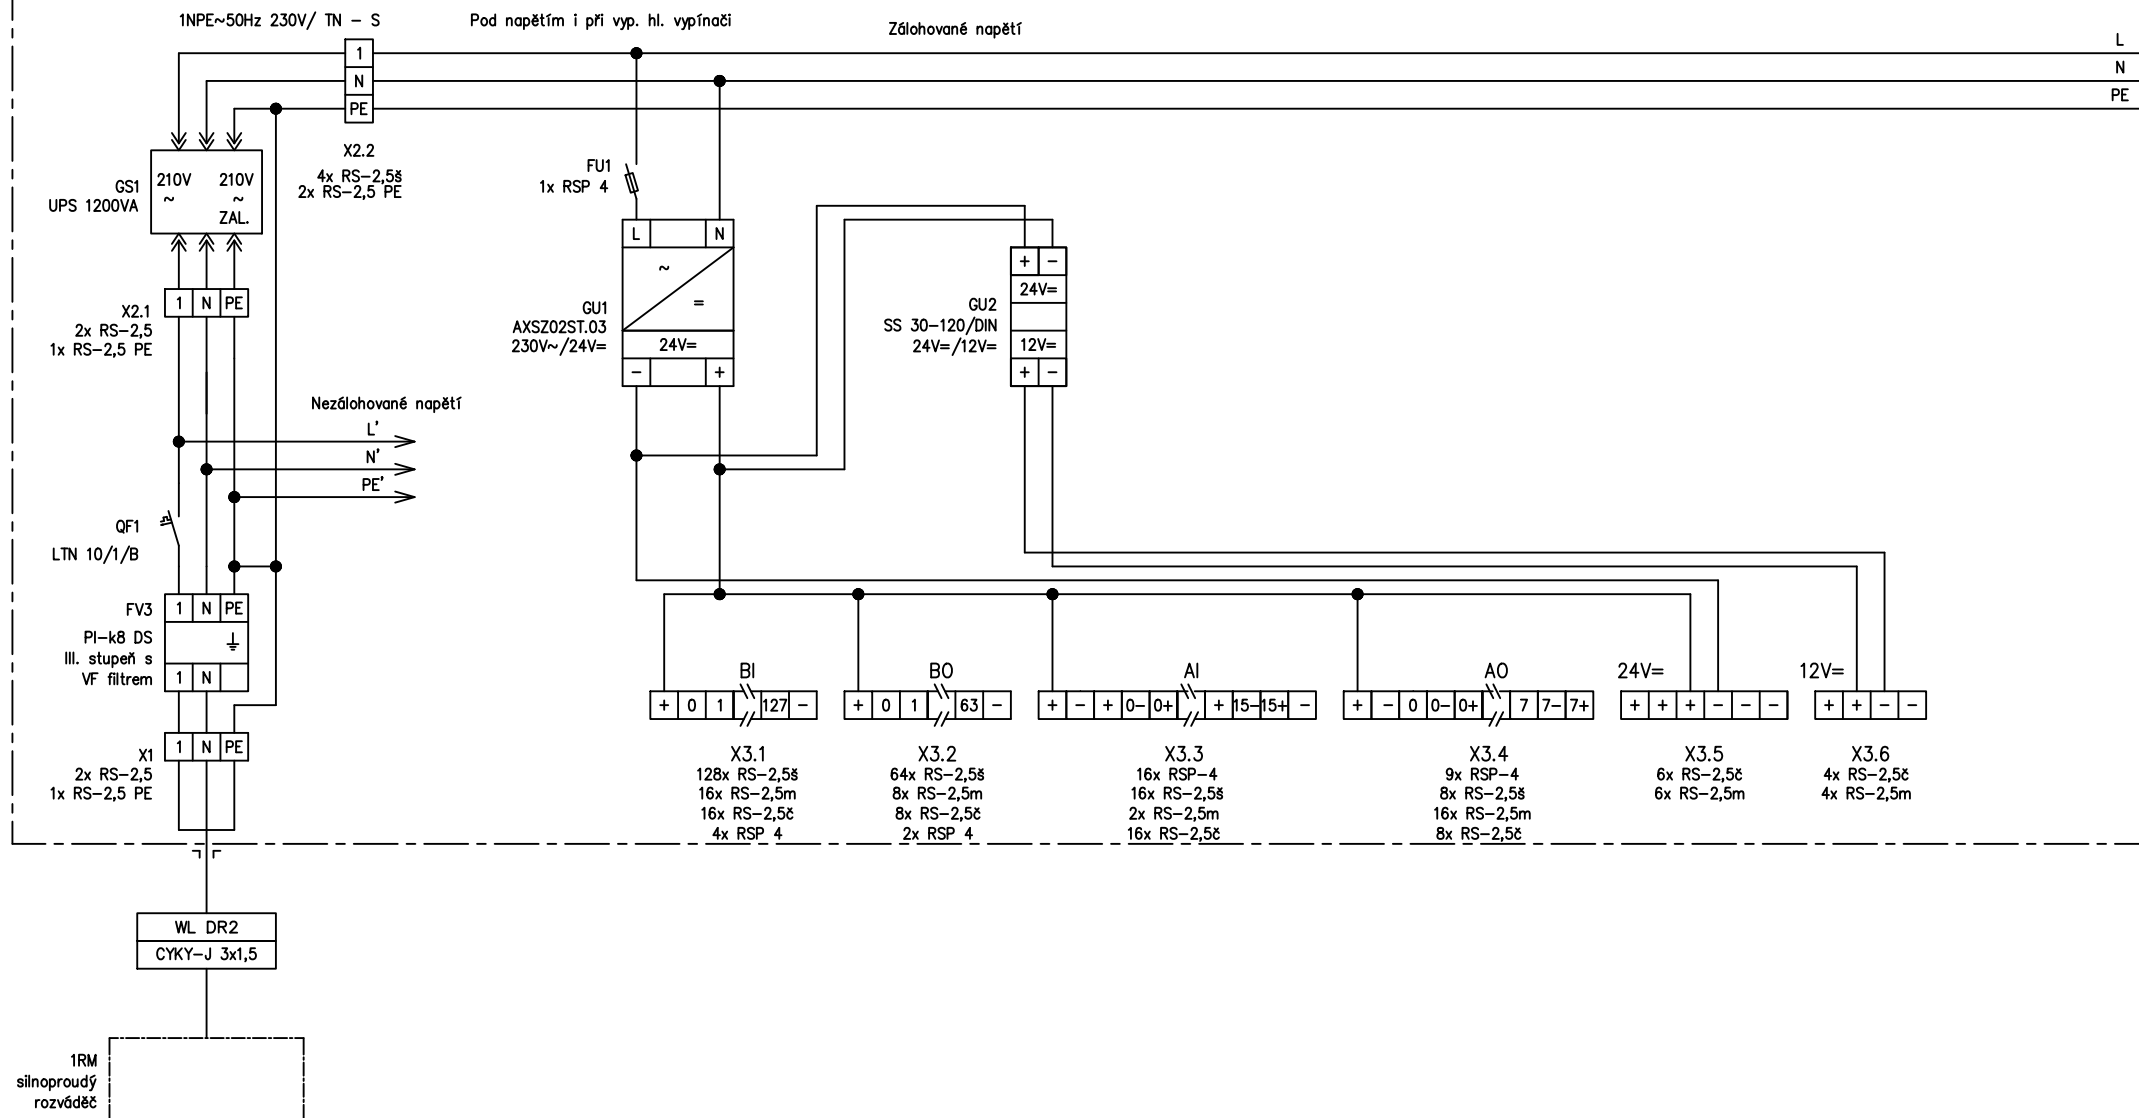 1NPE~50Hz 230V/ TN – S
Pod napětím i při vyp. hl. vypínači
Zálohované napětí
L
N
PE
1
N
PE
X2.2
4x RS-2,5š
2x RS-2,5 PE
GS1
UPS 1200VA
210V
~
210V
~
ZAL.
FU1
1x RSP 4
L
N
~
=
GU1
AXSZ02ST.03
230V~/24V=
24V=
-
+
+
-
24V=
GU2
SS 30-120/DIN
24V=/12V=
12V=
+
-
1
N
PE
X2.1
2x RS-2,5
1x RS-2,5 PE
Nezálohované napětí
L'
N'
PE'
QF1
LTN 10/1/B
FV3
1
N
PE
PI-k8 DS
III. stupeň s
VF filtrem
1
N
X1
1
N
PE
2x RS-2,5
1x RS-2,5 PE
BI
+ 0 1 127 -
X3.1
128x RS-2,5š
16x RS-2,5m
16x RS-2,5č
4x RSP 4
BO
+ 0 1 63 -
X3.2
64x RS-2,5š
8x RS-2,5m
8x RS-2,5č
2x RSP 4
AI
+ - + 0- 0+ + 15- 15+ -
X3.3
16x RSP-4
16x RS-2,5š
2x RS-2,5m
16x RS-2,5č
AO
+ - 0 0- 0+ 7 7- 7+
X3.4
9x RSP-4
8x RS-2,5š
16x RS-2,5m
8x RS-2,5č
24V=
+ + + - - -
X3.5
6x RS-2,5č
6x RS-2,5m
12V=
+ + - -
X3.6
4x RS-2,5č
4x RS-2,5m
WL DR2
CYKY-J 3x1,5
1RM
silnoproudý
rozváděč